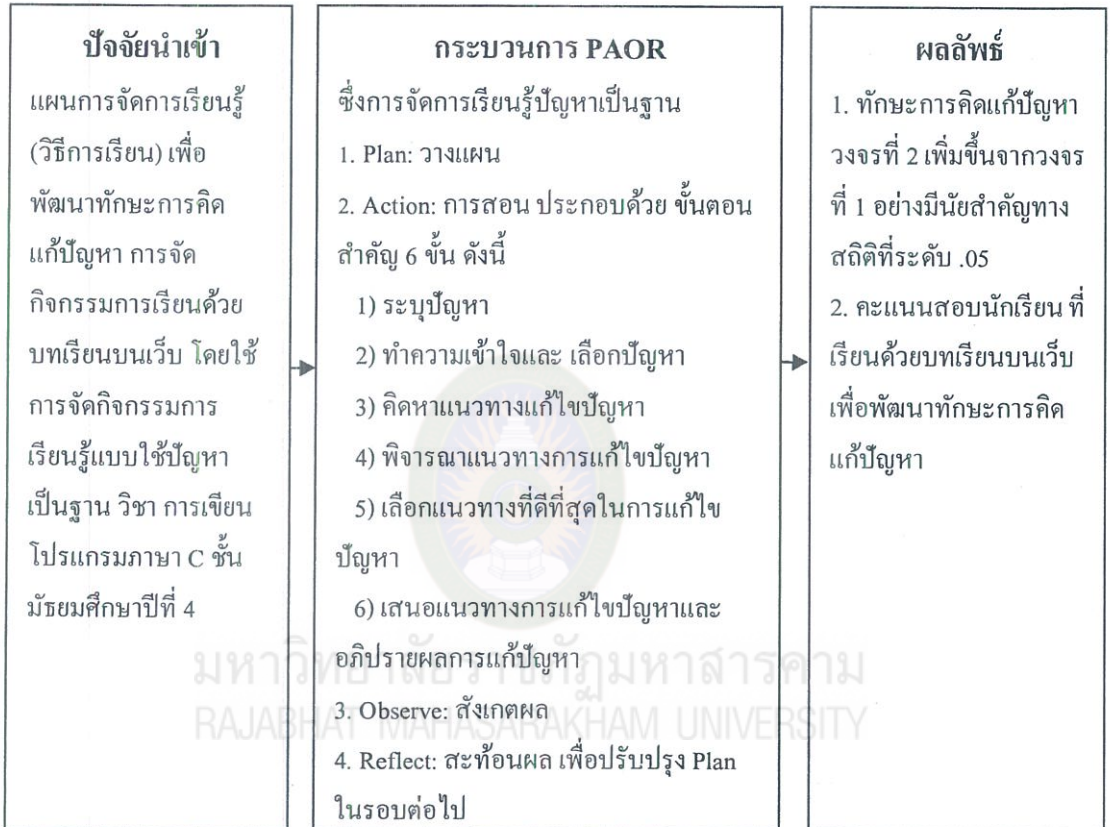 ปัจจัยนำเข้า
แผนการจัดการเรียนรู้
(วิธีการเรียน) เพื่อ
พัฒนาทักษะการคิด
แก้ปัญหา การจัด
กิจกรรมการเรียนด้วย
บทเรียนบนเว็บ โดยใช้
การจัดกิจกรรมการ
เรียนรู้แบบใช้ปัญหา
เป็นฐาน วิชา การเขียน
โปรแกรมภาษา C ชั้น
มัธยมศึกษาปีที่ 4
กระบวนการ PAOR
ซึ่งการจัดการเรียนรู้ปัญหาเป็นฐาน
1. Plan: วางแผน
2. Action: การสอน ประกอบด้วย ขั้นตอน
สำคัญ 6 ขั้น ดังนี้
1) ระบุปัญหา
2) ทำความเข้าใจและ เลือกปัญหา
3) คิดหาแนวทางแก้ไขปัญหา
4) พิจารณาแนวทางการแก้ไขปัญหา
5) เลือกแนวทางที่ดีที่สุดในการแก้ไข
ปัญหา
6) เสนอแนวทางการแก้ไขปัญหาและ
อภิปรายผลการแก้ปัญหา
3. Observe: สังเกตผล
4. Reflect: สะท้อนผล เพื่อปรับปรุง Plan
ในรอบต่อไป
ผลลัพธ์
1. ทักษะการคิดแก้ปัญหา
วงจรที่ 2 เพิ่มขึ้นจากวงจร
ที่ 1 อย่างมีนัยสำคัญทาง
สถิติที่ระดับ .05
2. คะแนนสอบนักเรียน ที่
เรียนด้วยบทเรียนบนเว็บ
เพื่อพัฒนาทักษะการคิด
แก้ปัญหา
มหาวิทยาลัยราชภัฏมหาสารคาม
RAJABHAT MAHASARAKHAM UNIVERSITY